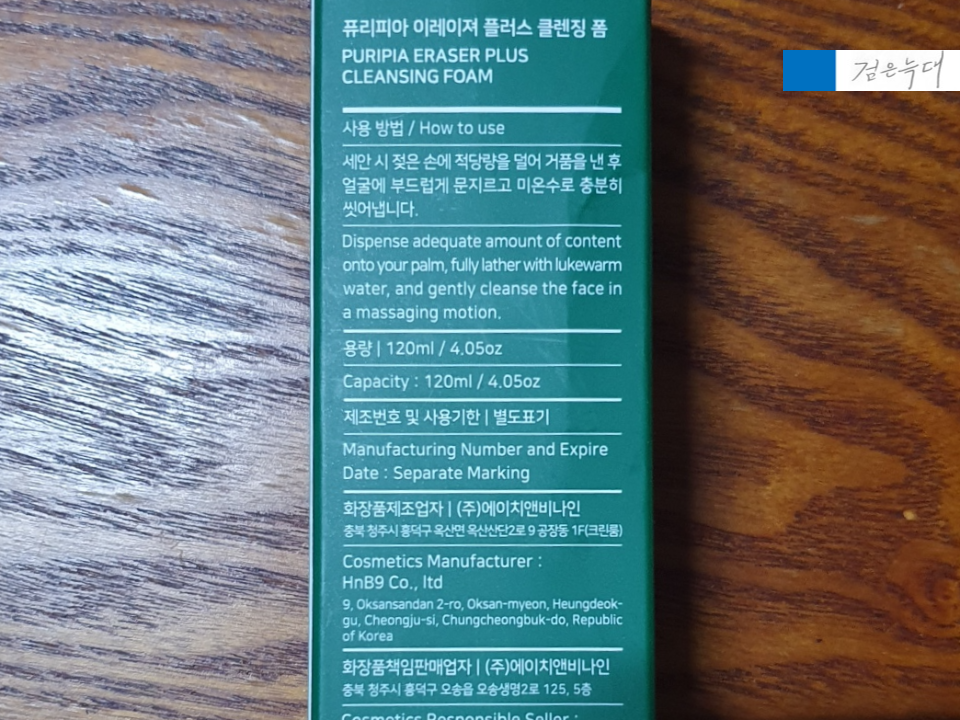 퓨리피아 이레이져 플러스 클렌징 폼
PURIPIA ERASER PLUS
CLEANSING FOAM
사용 방법 / How to use
세안 시 젖은 손에 적당량을 덜어 거품을 낸 후
얼굴에 부드럽게 문지르고 미온수로 충분히
씻어냅니다.
Dispense adequate amount of content
onto your palm, fully lather with lukewarm
water, and gently cleanse the face in
a massaging motion.
용량 | 120ml / 4.05oz
Capacity : 120ml / 4.05oz
제조번호 및 사용기한 | 별도표기
Manufacturing Number and Expire
Date : Separate Marking
화장품제조업자 | (주)에이치앤비나인
충북 청주시 흥덕구 옥산면 옥산산단2로 9 공장동 1F(크린룸)
Cosmetics Manufacturer :
HnB9 Co., ltd
9, Oksansandan 2-ro, Oksan-myeon, Heungdeok-
gu, Cheongju-si, Chungcheongbuk-do, Republic
of Korea
화장품책임판매업자 | (주)에이치앤비나인
충북 청주시 흥덕구 오송읍 오송생명2로 125, 5층
Cosmetics Responsible Seller :
검은늑대